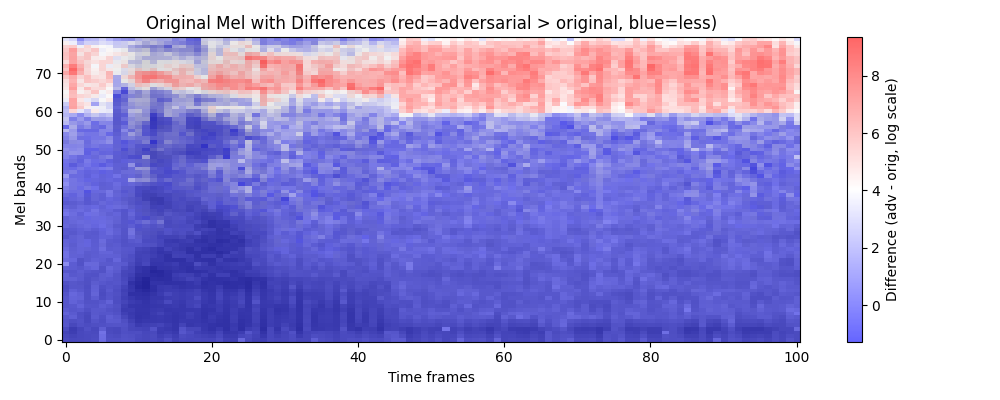 Original Mel with Differences (red=adversarial > original, blue=less)
Mel bands
70
60
50
40
30
20
10
0
0 20 40 60 80 100
Time frames
8
6
4
2
0
Difference (adv - orig, log scale)